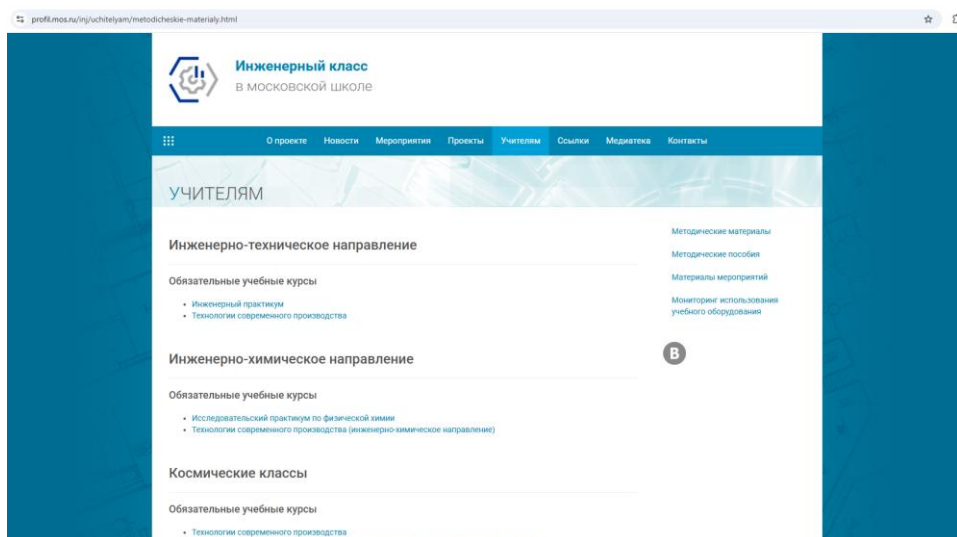 profil.mos.ru/inj/uchitelyam/metodicheskie-materialy.html
Инженерный класс
в московской школе
О проекте Новости Мероприятия Проекты Учителям Ссылки Медиатека Контакты
УЧИТЕЛЯМ
Инженерно-техническое направление
Обязательные учебные курсы
• Инженерный практикум
• Технологии современного производства
Инженерно-химическое направление
Обязательные учебные курсы
• Исследовательский практикум по физической химии
• Технологии современного производства (инженерно-химическое направление)
Космические классы
Обязательные учебные курсы
• Технологии современного производства
Методические материалы
Методические пособия
Материалы мероприятий
Мониторинг использования
учебного оборудования
В